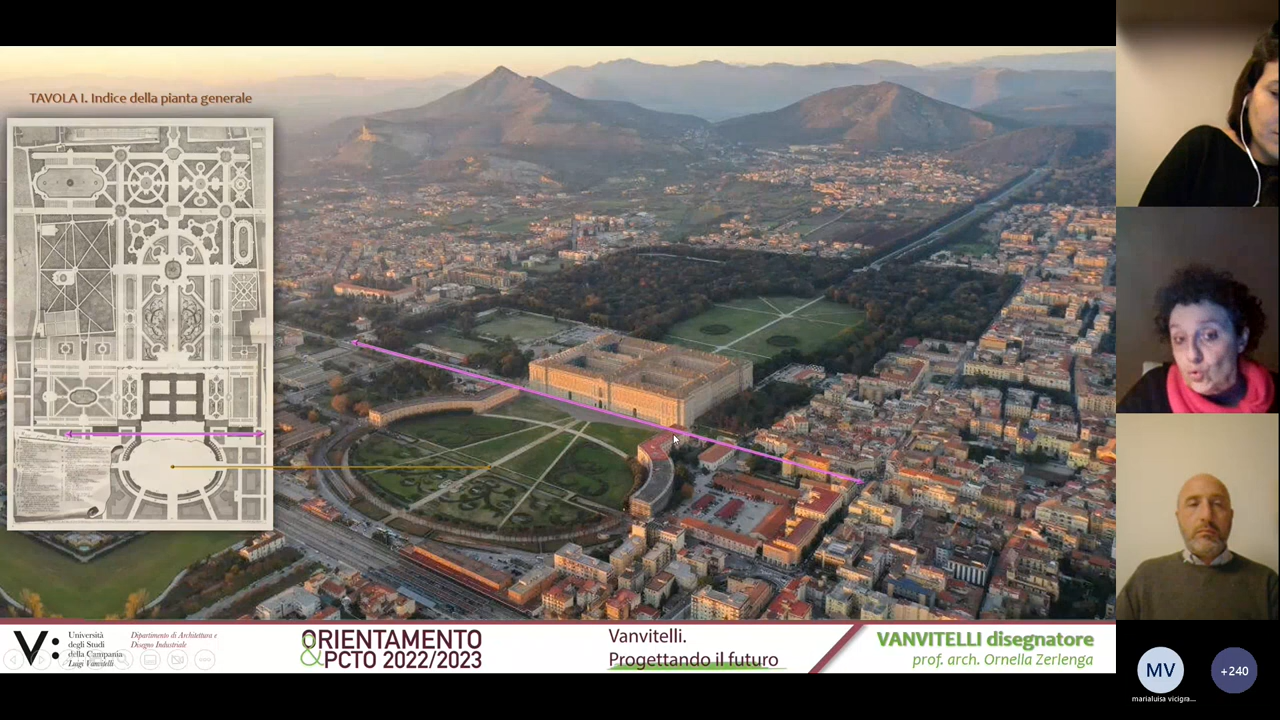 TAVOLA I. Indice della pianta generale
V:
Università
degli Studi
della Campania
Luigi Vanvitelli
Dipartimento di Architettura e
Disegno Industriale
ORIENTAMENTO
&PCTO 2022/2023
Vanvitelli.
Progettando il futuro
VANVITELLI disegnatore
prof. arch. Ornella Zerlenga
MV
marialuisa vicigra...
+240